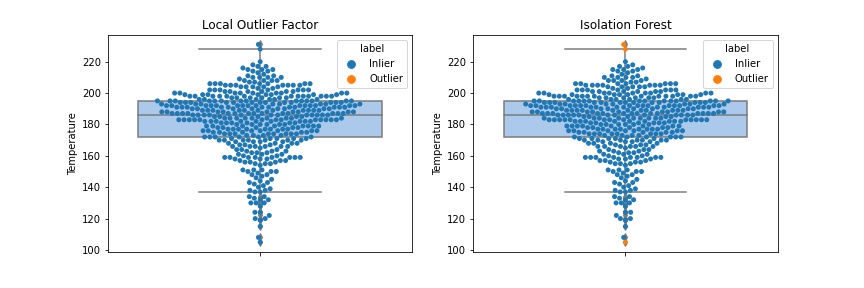 Local Outlier Factor
Temperature
220
200
180
160
140
120
100
label
Inlier
Outlier
Isolation Forest
Temperature
220
200
180
160
140
120
100
label
Inlier
Outlier